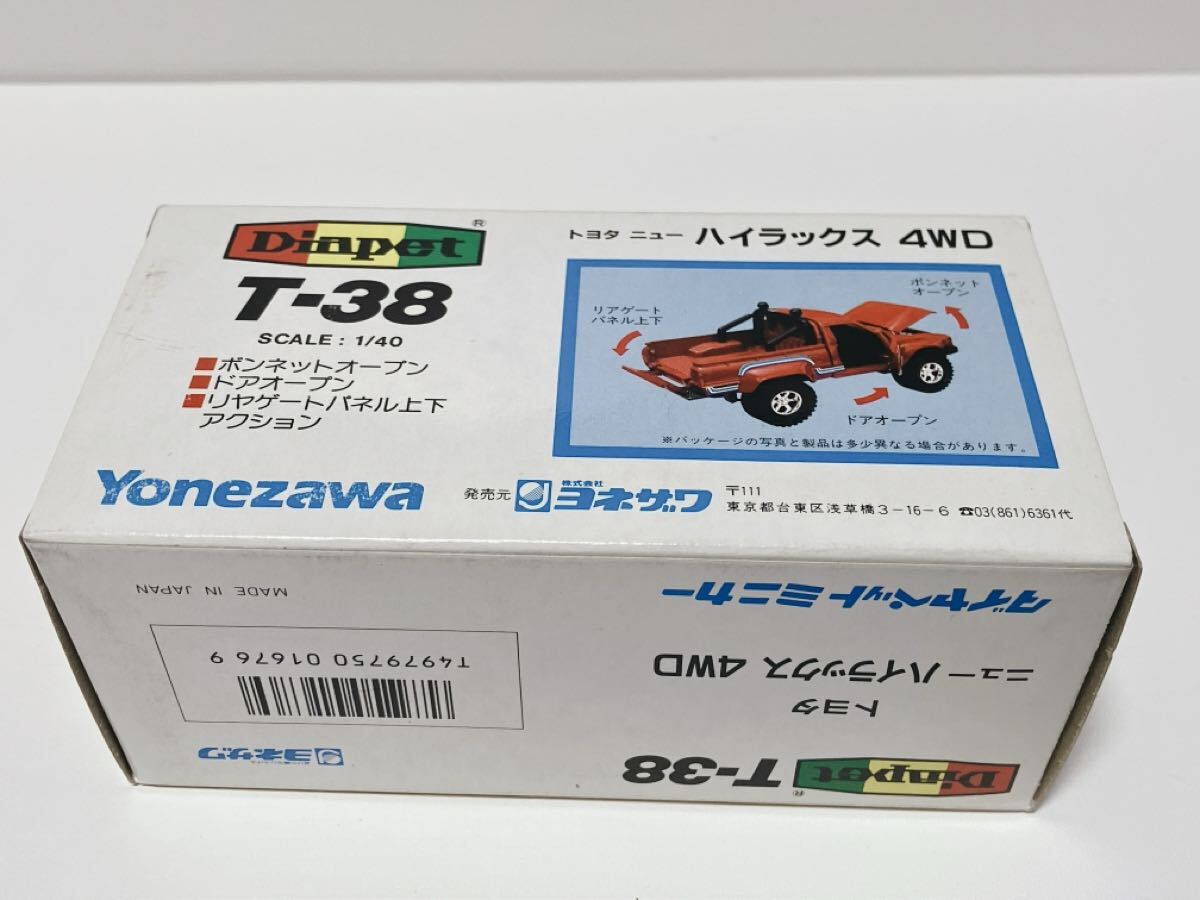 Diapet®
T-38
SCALE : 1/40
■ボンネットオープン
■ドアオープン
■リヤゲートパネル上下
アクション
トヨタ ニュー ハイラックス 4WD
リアゲート
パネル上下
ボンネット
オープン
ドアオープン
※パッケージの写真と製品は多少異なる場合があります。
Yonezawa
発売元 株式会社 ヨネザワ
〒111
東京都台東区浅草橋3-16-6 ☎03(861)6361代
Diapet® T-38
トヨタ
ニュー ハイラックス 4WD
ダイヤペットミニカー
ヨネザワ
T4979750 01676 9
MADE IN JAPAN